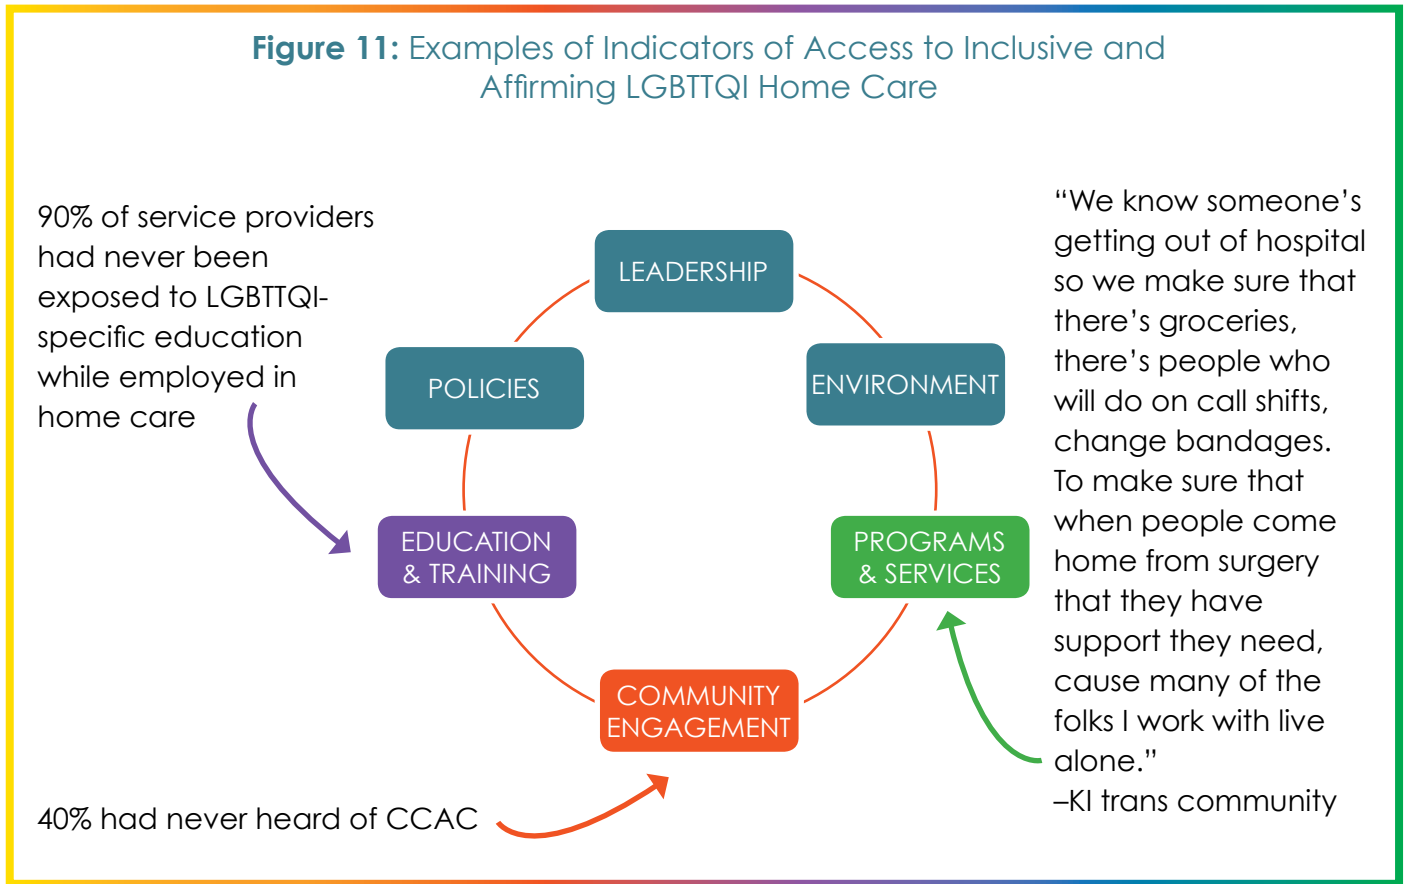 Figure 11: Examples of Indicators of Access to Inclusive and
Affirming LGBTTQI Home Care
90% of service providers
had never been
exposed to LGBTTQI-
specific education
while employed in
home care
LEADERSHIP
POLICIES
ENVIRONMENT
EDUCATION
& TRAINING
PROGRAMS
& SERVICES
COMMUNITY
ENGAGEMENT
40% had never heard of CCAC
“We know someone’s
getting out of hospital
so we make sure that
there’s groceries,
there’s people who
will do on call shifts,
change bandages.
To make sure that
when people come
home from surgery
that they have
support they need,
cause many of the
folks I work with live
alone.”
–KI trans community